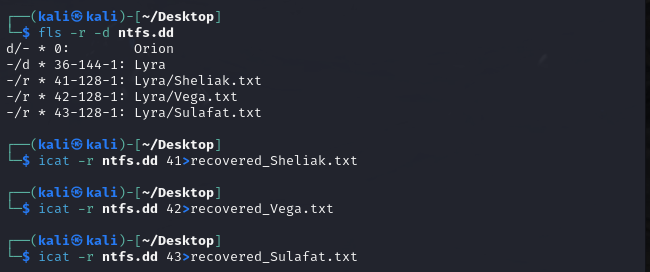 ┌──(kali㉿kali)-[~/Desktop]
└─$ fls -r -d ntfs.dd
d/- * 0:        Orion
-/d * 36-144-1: Lyra
-/r * 41-128-1: Lyra/Sheliak.txt
-/r * 42-128-1: Lyra/Vega.txt
-/r * 43-128-1: Lyra/Sulafat.txt
┌──(kali㉿kali)-[~/Desktop]
└─$ icat -r ntfs.dd 41>recovered_Sheliak.txt
┌──(kali㉿kali)-[~/Desktop]
└─$ icat -r ntfs.dd 42>recovered_Vega.txt
┌──(kali㉿kali)-[~/Desktop]
└─$ icat -r ntfs.dd 43>recovered_Sulafat.txt